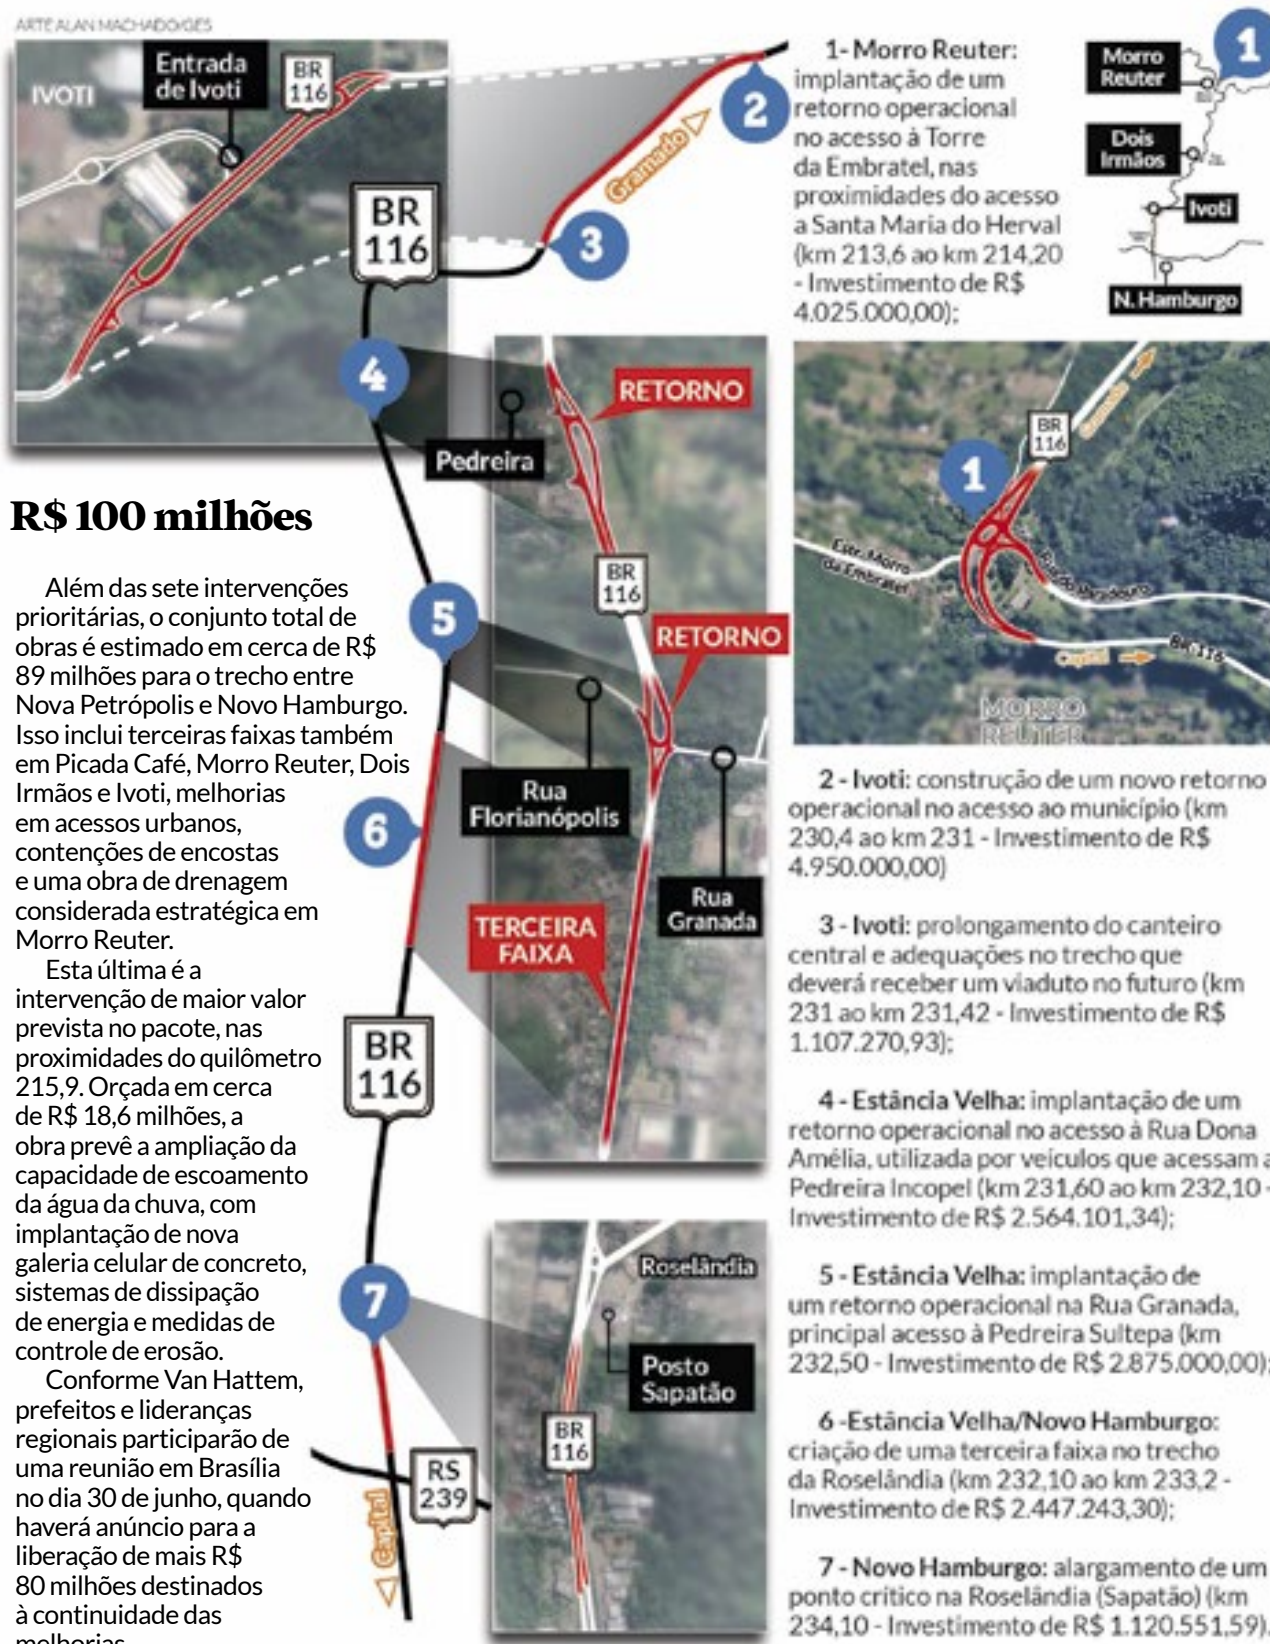 ARTE ALAN MACHADO/GES
IVOTI
Entrada
de Ivoti
BR
116
Gramado
2
3
BR
116
4
Pedreira
RETORNO
BR
116
5
RETORNO
Rua
Florianópolis
Rua
Granada
6
TERCEIRA
FAIXA
BR
116
7
Roselândia
Posto
Sapatão
BR
116
RS
239
Capital
R$ 100 milhões
Além das sete intervenções
prioritárias, o conjunto total de
obras é estimado em cerca de R$
89 milhões para o trecho entre
Nova Petrópolis e Novo Hamburgo.
Isso inclui terceiras faixas também
em Picada Café, Morro Reuter, Dois
Irmãos e Ivoti, melhorias
em acessos urbanos,
contenções de encostas
e uma obra de drenagem
considerada estratégica em
Morro Reuter.
Esta última é a
intervenção de maior valor
prevista no pacote, nas
proximidades do quilômetro
215,9. Orçada em cerca
de R$ 18,6 milhões, a
obra prevê a ampliação da
capacidade de escoamento
da água da chuva, com
implantação de nova
galeria celular de concreto,
sistemas de dissipação
de energia e medidas de
controle de erosão.
Conforme Van Hattem,
prefeitos e lideranças
regionais participarão de
uma reunião em Brasília
no dia 30 de junho, quando
haverá anúncio para a
liberação de mais R$
80 milhões destinados
à continuidade das
melhorias.
1- Morro Reuter:
implantação de um
retorno operacional
no acesso à Torre
da Embratel, nas
proximidades do acesso
a Santa Maria do Herval
(km 213,6 ao km 214,20
- Investimento de R$
4.025.000,00);
1
Morro
Reuter
Dois
Irmãos
Ivoti
N. Hamburgo
BR
116
Gramado
1
Estr. Morro
da Embratel
Rua do Miradouro
Capital
BR 116
MORRO
REUTER
2 - Ivoti: construção de um novo retorno
operacional no acesso ao município (km
230,4 ao km 231 - Investimento de R$
4.950.000,00)
3 - Ivoti: prolongamento do canteiro
central e adequações no trecho que
deverá receber um viaduto no futuro (km
231 ao km 231,42 - Investimento de R$
1.107.270,93);
4 - Estância Velha: implantação de um
retorno operacional no acesso à Rua Dona
Amélia, utilizada por veículos que acessam a
Pedreira Incopel (km 231,60 ao km 232,10 -
Investimento de R$ 2.564.101,34);
5 - Estância Velha: implantação de
um retorno operacional na Rua Granada,
principal acesso à Pedreira Sultepa (km
232,50 - Investimento de R$ 2.875.000,00);
6 -Estância Velha/Novo Hamburgo:
criação de uma terceira faixa no trecho
da Roselândia (km 232,10 ao km 233,2 -
Investimento de R$ 2.447.243,30);
7 - Novo Hamburgo: alargamento de um
ponto crítico na Roselândia (Sapatão) (km
234,10 - Investimento de R$ 1.120.551,59).